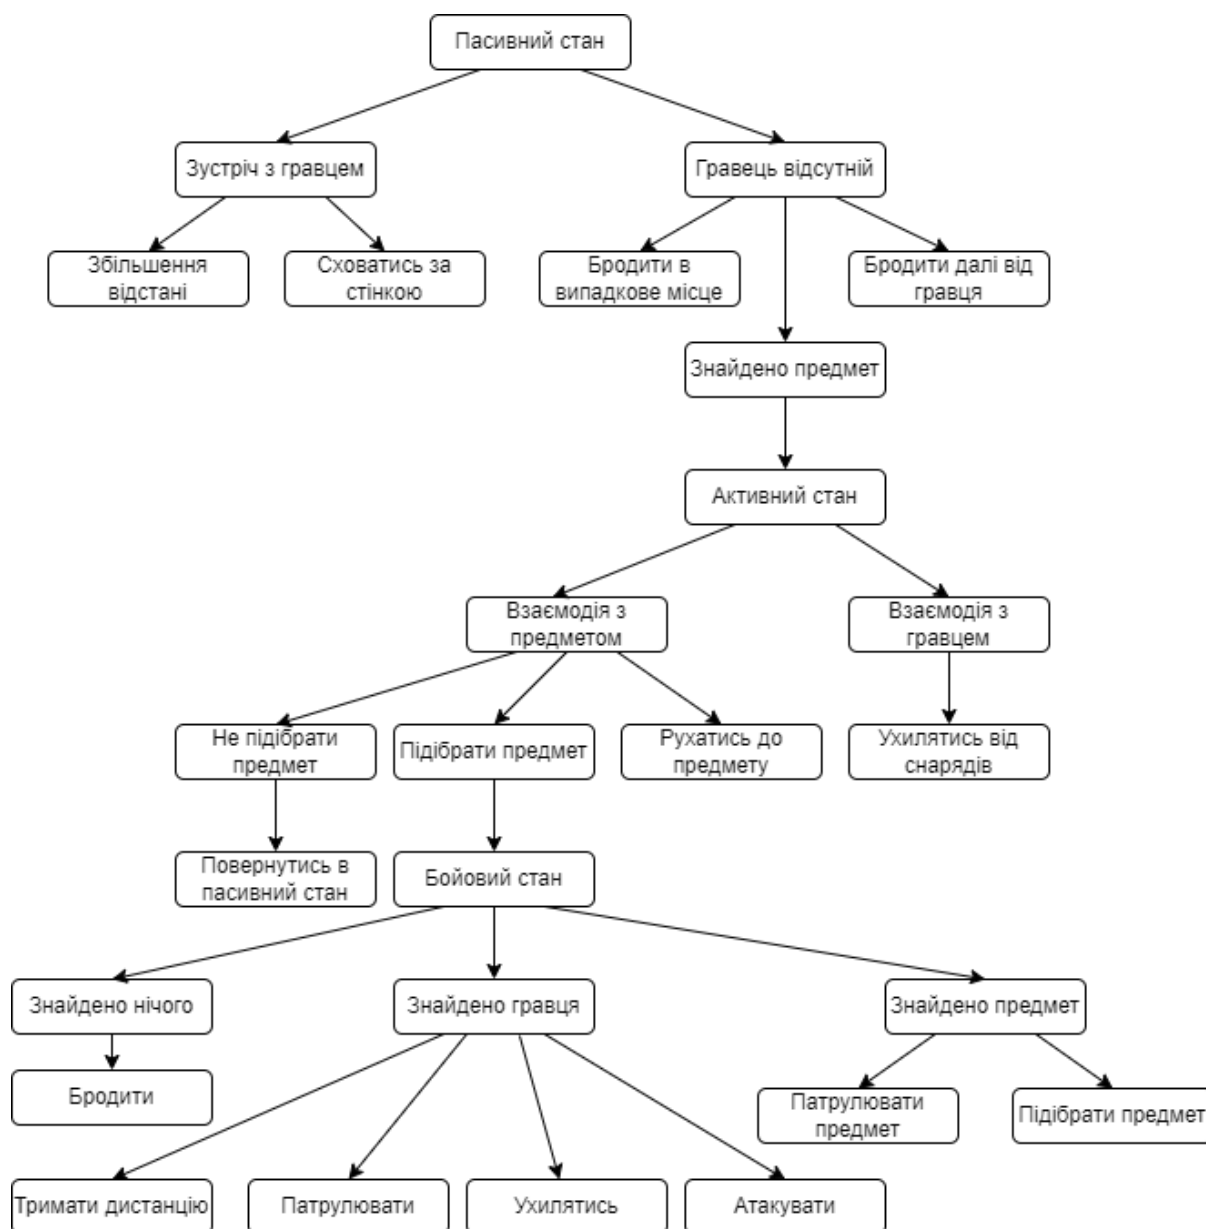 Пасивний стан
Зустріч з гравцем
Гравець відсутній
Збільшення
відстані
Сховатись за
стінкою
Бродити в
випадкове місце
Бродити далі від
гравця
Знайдено предмет
Активний стан
Взаємодія з
предметом
Взаємодія з
гравцем
Не підібрати
предмет
Підібрати предмет
Рухатись до
предмету
Ухилятись від
снарядів
Повернутись в
пасивний стан
Бойовий стан
Знайдено нічого
Знайдено гравця
Знайдено предмет
Бродити
Патрулювати
предмет
Підібрати предмет
Тримати дистанцію
Патрулювати
Ухилятись
Атакувати